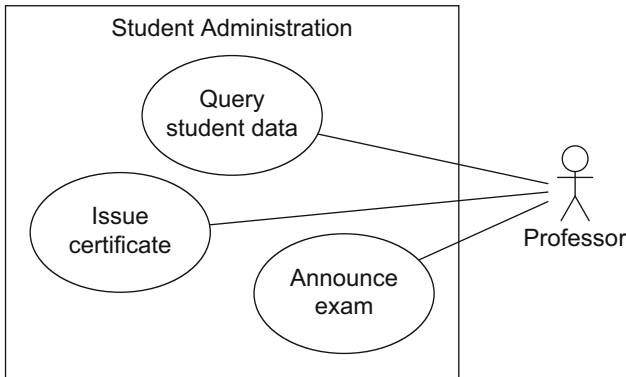 Student Administration
Query
student data
Issue
certificate
Professor
Announce
exam